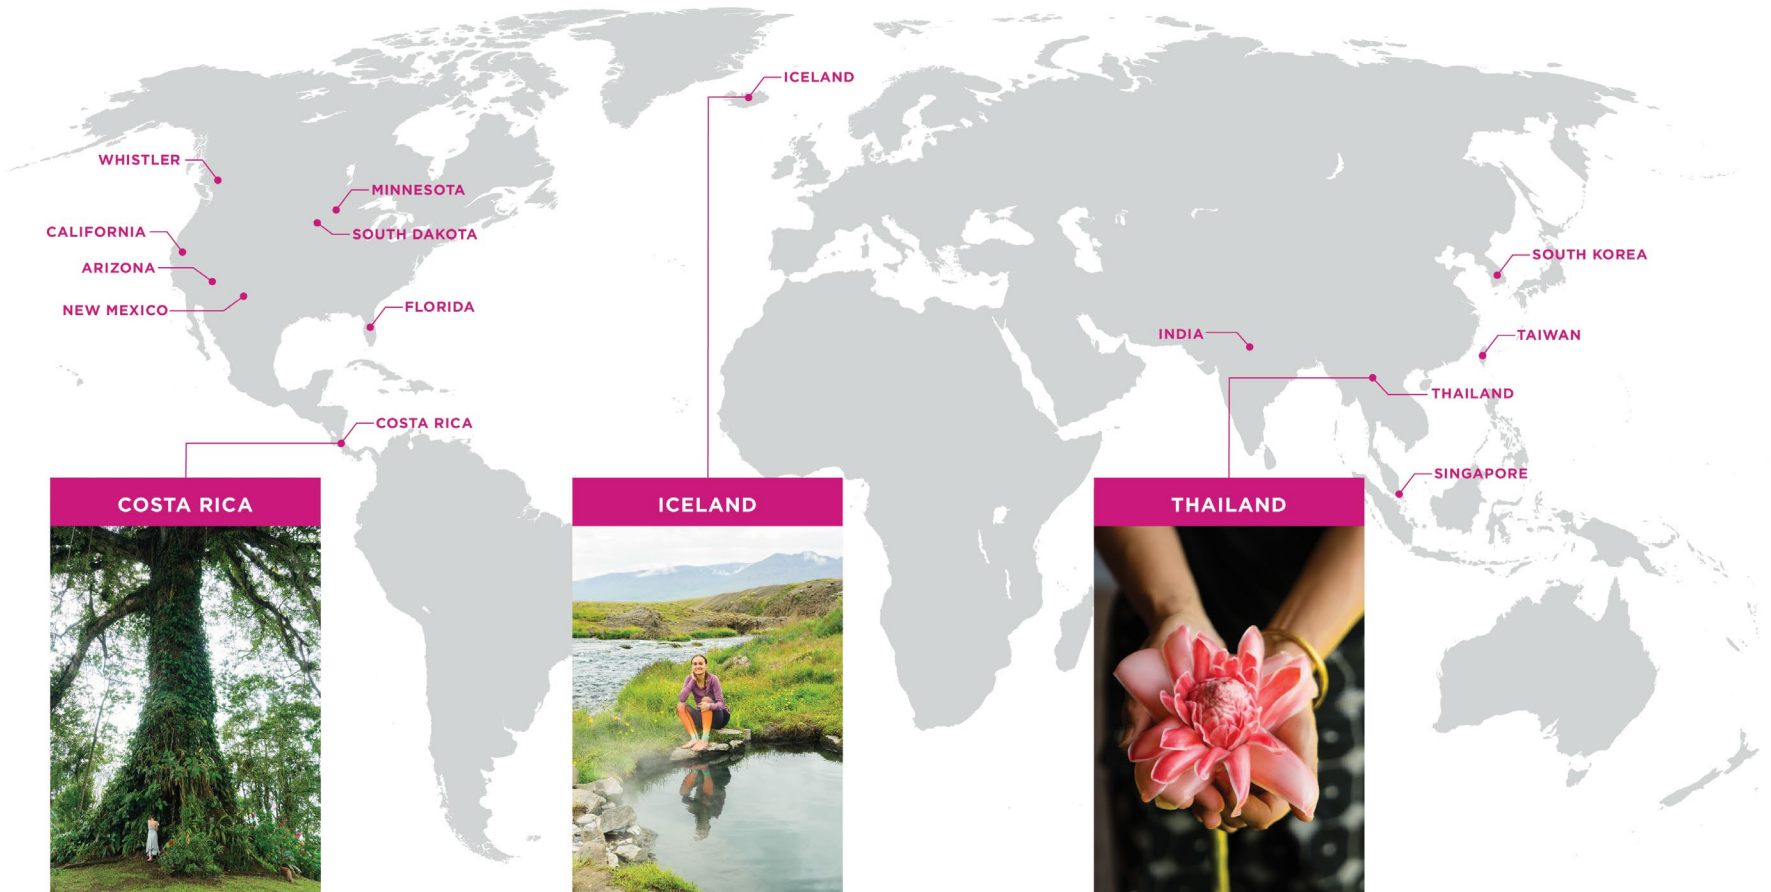 ICELAND
WHISTLER
MINNESOTA
CALIFORNIA
SOUTH DAKOTA
ARIZONA
SOUTH KOREA
NEW MEXICO
FLORIDA
INDIA
TAIWAN
THAILAND
COSTA RICA
SINGAPORE
COSTA RICA
ICELAND
THAILAND